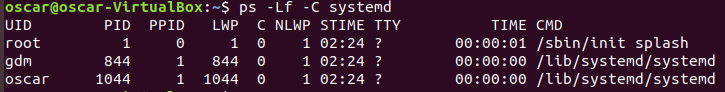 oscar@oscar-VirtualBox:~$ ps -Lf -C systemd
UID PID PPID LWP C NLWP STIME TTY TIME CMD
root 1 0 1 0 1 02:24 ? 00:00:01 /sbin/init splash
gdm 844 1 844 0 1 02:24 ? 00:00:00 /lib/systemd/systemd
oscar 1044 1 1044 0 1 02:24 ? 00:00:00 /lib/systemd/systemd